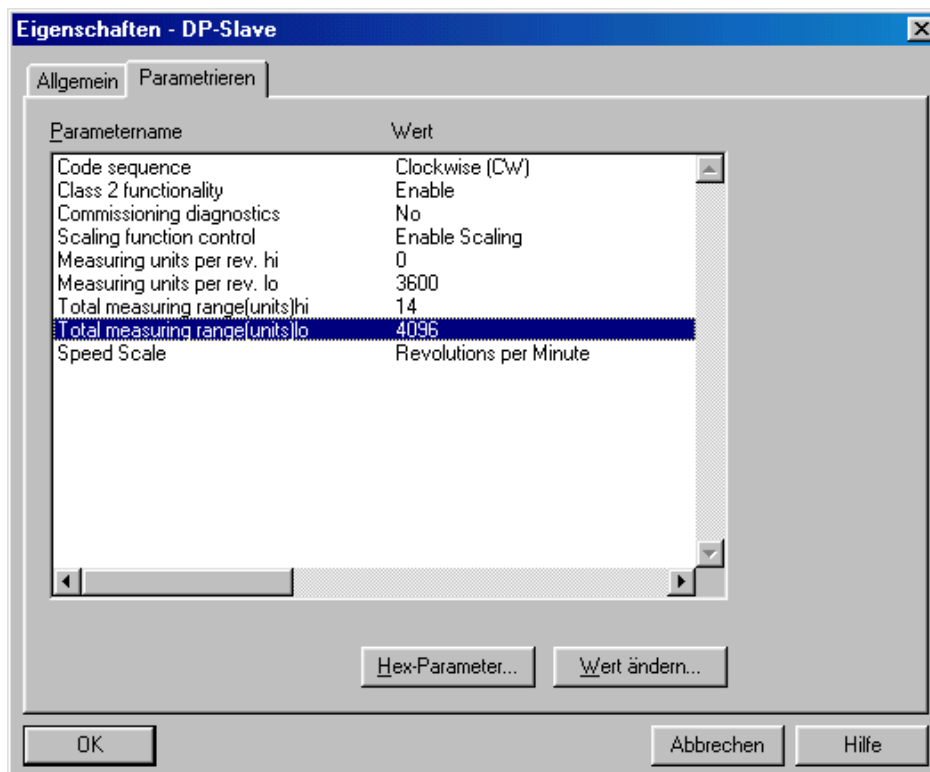 Eigenschaften - DP-Slave
Allgemein Parametrieren
Parametername Wert
Code sequence Clockwise (CW)
Class 2 functionality Enable
Commissioning diagnostics No
Scaling function control Enable Scaling
Measuring units per rev. hi 0
Measuring units per rev. lo 3600
Total measuring range(units)hi 14
Total measuring range(units)lo 4096
Speed Scale Revolutions per Minute
Hex-Parameter... Wert ändern...
OK Abbrechen Hilfe